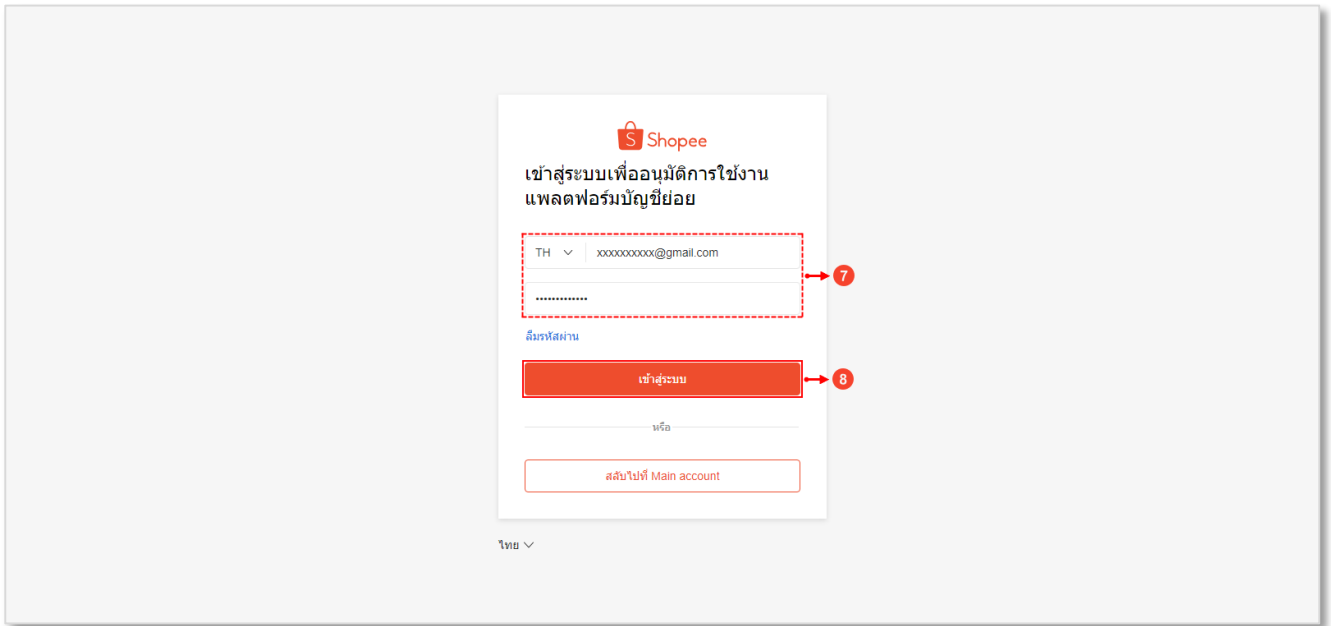 Shopee
เข้าสู่ระบบเพื่ออนุมัติการใช้งาน
แพลตฟอร์มบัญชีย่อย
TH xxxxxxxxxx@gmail.com
•••••••••••••
7
ลืมรหัสผ่าน
เข้าสู่ระบบ
8
หรือ
สลับไปที่ Main account
ไทย